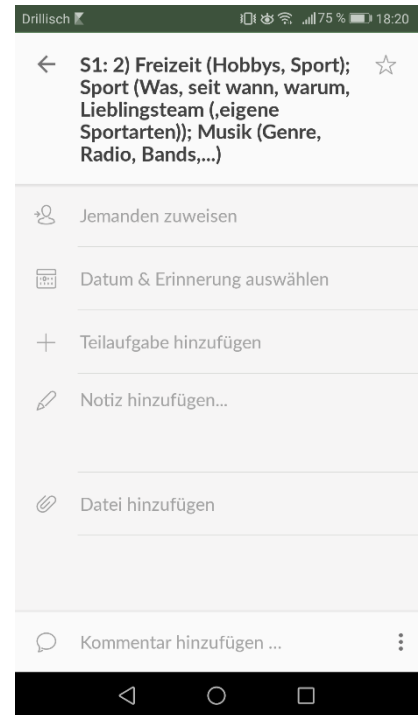 Drillisch 75 % 18:20
S1: 2) Freizeit (Hobbys, Sport);
Sport (Was, seit wann, warum,
Lieblingsteam (,eigene
Sportarten)); Musik (Genre,
Radio, Bands,...)
Jemanden zuweisen
Datum & Erinnerung auswählen
Teilaufgabe hinzufügen
Notiz hinzufügen...
Datei hinzufügen
Kommentar hinzufügen ...